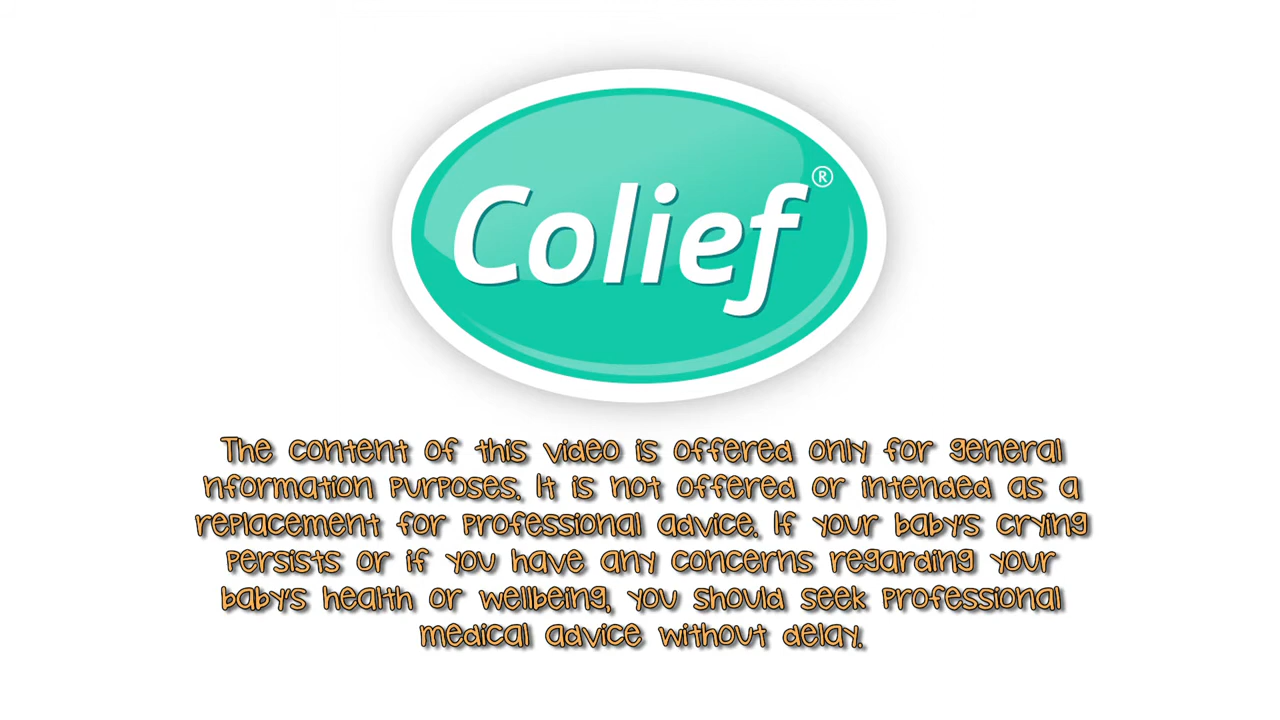 Colief®
The content of this video is offered only for general
nformation purposes. It is not offered or intended as a
replacement for professional advice. If your baby's crying
persists or if you have any concerns regarding your
baby's health or wellbeing, you should seek professional
medical advice without delay.